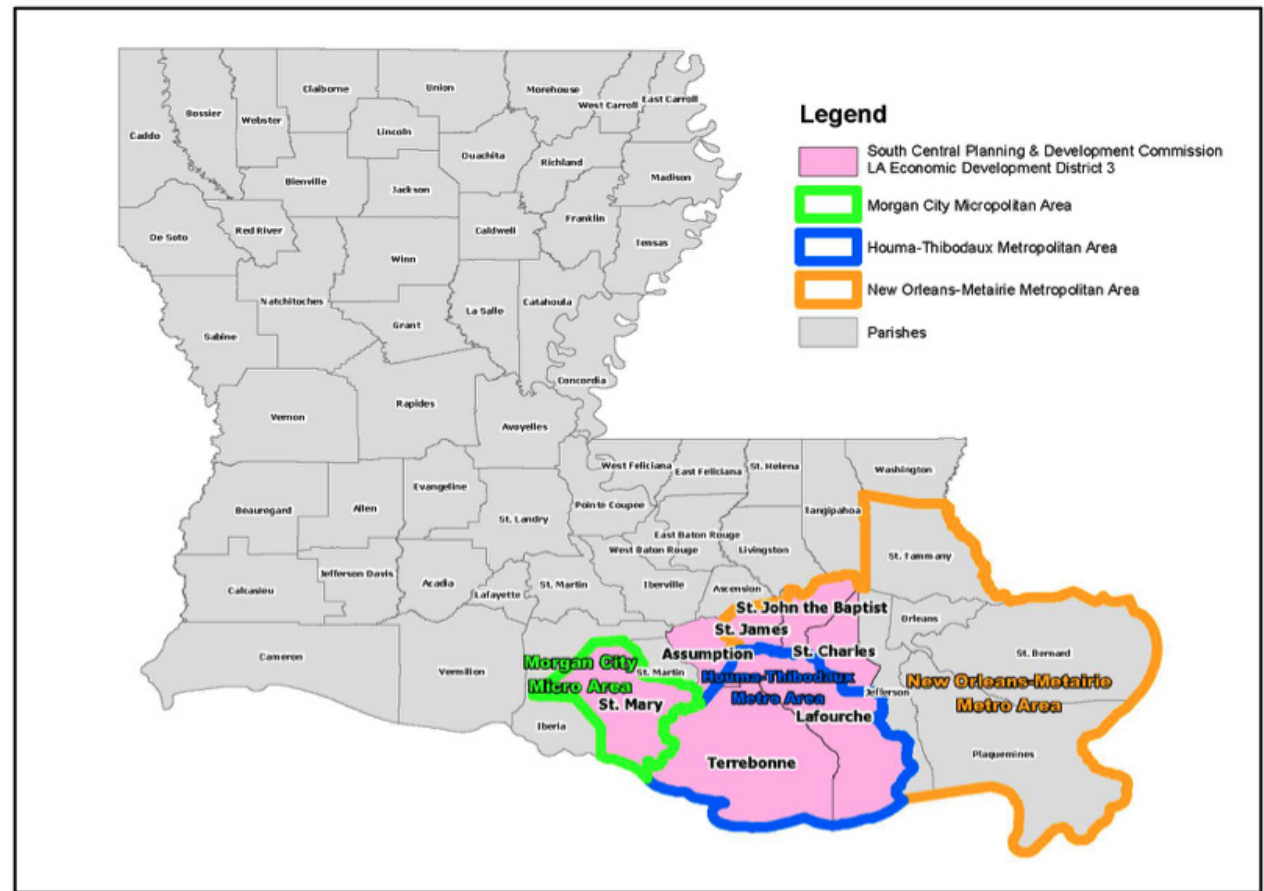 Legend
South Central Planning & Development Commission
LA Economic Development District 3
Morgan City Micropolitan Area
Houma-Thibodaux Metropolitan Area
New Orleans-Metairie Metropolitan Area
Parishes
Caddo
Bossier
Webster
Claiborne
Union
Morehouse
West Carroll
East Carroll
Lincoln
Ouachita
Richland
Madison
Bienville
Jackson
De Soto
Red River
Caldwell
Franklin
Tensas
Winn
Natchitoches
La Salle
Catahoula
Sabine
Grant
Concordia
Vernon
Rapides
Avoyelles
West Feliciana
East Feliciana
St. Helena
Washington
Beauregard
Allen
Evangeline
St. Landry
Pointe Coupee
Tangipahoa
East Baton Rouge
West Baton Rouge
Livingston
St. Tammany
Calcasieu
Jefferson Davis
Acadia
Lafayette
St. Martin
Iberville
Ascension
St. John the Baptist
Orleans
St. James
Cameron
Vermilion
Morgan City
Micro Area
St. Martin
Assumption
St. Charles
St. Bernard
Houma-Thibodaux
Metro Area
Jefferson
New Orleans-Metairie
Metro Area
St. Mary
Lafourche
Iberia
Terrebonne
Plaquemines